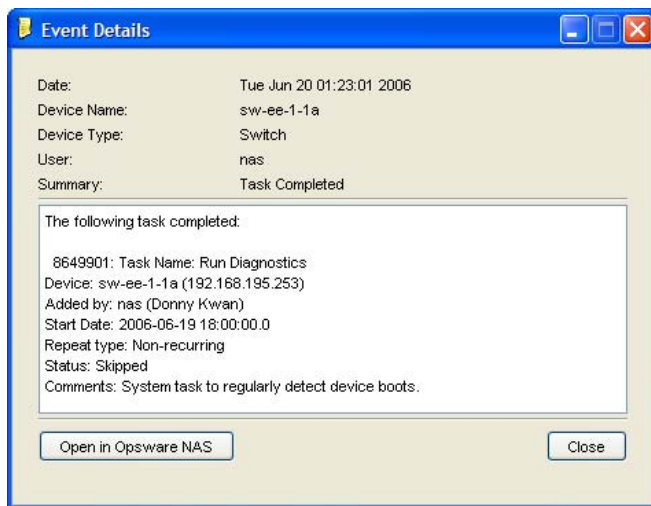 Event Details
Date: Tue Jun 20 01:23:01 2006
Device Name: sw-ee-1-1a
Device Type: Switch
User: nas
Summary: Task Completed
The following task completed:
8649901: Task Name: Run Diagnostics
Device: sw-ee-1-1a (192.168.195.253)
Added by: nas (Donny Kwan)
Start Date: 2006-06-19 18:00:00.0
Repeat type: Non-recurring
Status: Skipped
Comments: System task to regularly detect device boots.
Open in Opsware NAS Close